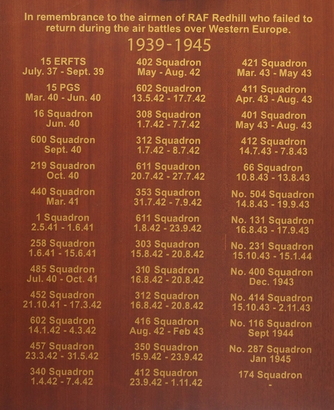 In remembrance to the airmen of RAF Redhill who failed to
return during the air battles over Western Europe.
1939-1945
15 ERFTS
July. 37 - Sept. 39
15 PGS
Mar. 40 - Jun. 40
16 Squadron
Jun. 40
600 Squadron
Sept. 40
219 Squadron
Oct. 40
440 Squadron
Mar. 41
1 Squadron
2.5.41 - 1.6.41
258 Squadron
1.6.41 - 15.6.41
485 Squadron
Jul. 40 - Oct. 41
452 Squadron
21.10.41 - 17.3.42
602 Squadron
14.1.42 - 4.3.42
457 Squadron
23.3.42 - 31.5.42
340 Squadron
1.4.42 - 7.4.42
402 Squadron
May - Aug. 42
602 Squadron
13.5.42 - 17.7.42
308 Squadron
1.7.42 - 7.7.42
312 Squadron
1.7.42 - 8.7.42
611 Squadron
20.7.42 - 27.7.42
353 Squadron
31.7.42 - 7.9.42
611 Squadron
1.8.42 - 23.9.42
303 Squadron
15.8.42 - 20.8.42
310 Squadron
16.8.42 - 20.8.42
312 Squadron
16.8.42 - 20.8.42
416 Squadron
Aug. 42 - Feb 43
350 Squadron
15.9.42 - 23.9.42
412 Squadron
23.9.42 - 1.11.42
421 Squadron
Mar. 43 - May 43
411 Squadron
Apr. 43 - Aug. 43
401 Squadron
May 43 - Aug. 43
412 Squadron
14.7.43 - 7.8.43
66 Squadron
10.8.43 - 13.8.43
No. 504 Squadron
14.8.43 - 19.9.43
No. 131 Squadron
16.8.43 - 17.9.43
No. 231 Squadron
15.10.43 - 15.1.44
No. 400 Squadron
Dec. 1943
No. 414 Squadron
15.10.43 - 2.11.43
No. 116 Squadron
Sept 1944
No. 287 Squadron
Jan 1945
174 Squadron
-